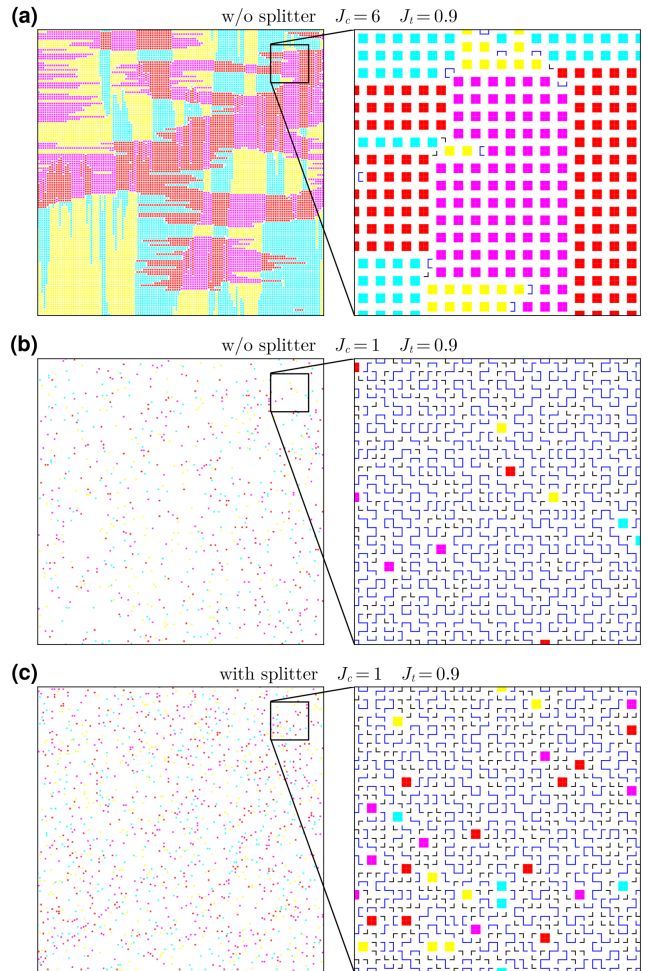 (a) w/o splitter J_c = 6 J_t = 0.9
(b) w/o splitter J_c = 1 J_t = 0.9
(c) with splitter J_c = 1 J_t = 0.9